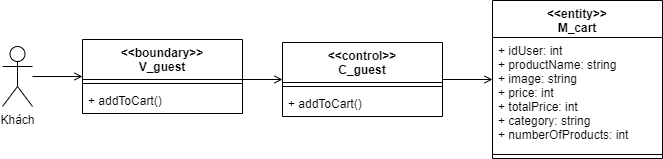 Khách
<<boundary>>
V_guest
+ addToCart()
<<control>>
C_guest
+ addToCart()
<<entity>>
M_cart
+ idUser: int
+ productName: string
+ image: string
+ price: int
+ totalPrice: int
+ category: string
+ numberOfProducts: int